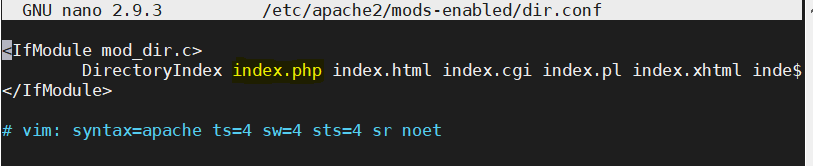 GNU nano 2.9.3 /etc/apache2/mods-enabled/dir.conf
<IfModule mod_dir.c>
DirectoryIndex index.php index.html index.cgi index.pl index.xhtml inde$
</IfModule>
# vim: syntax=apache ts=4 sw=4 sts=4 sr noet